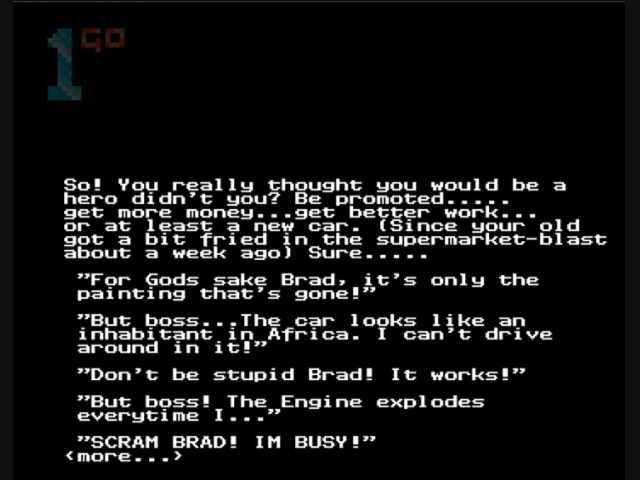 1 GO
So! You really thought you would be a
hero didn't you? Be promoted.....
get more money...get better work...
or at least a new car. (Since your old
got a bit fried in the supermarket-blast
about a week ago) Sure.....
"For Gods sake Brad, it's only the
painting that's gone!"
"But boss...The car looks like an
inhabitant in Africa. I can't drive
around in it!"
"Don't be stupid Brad! It works!"
"But boss! The Engine explodes
everytime I..."
"SCRAM BRAD! IM BUSY!"
<more...>